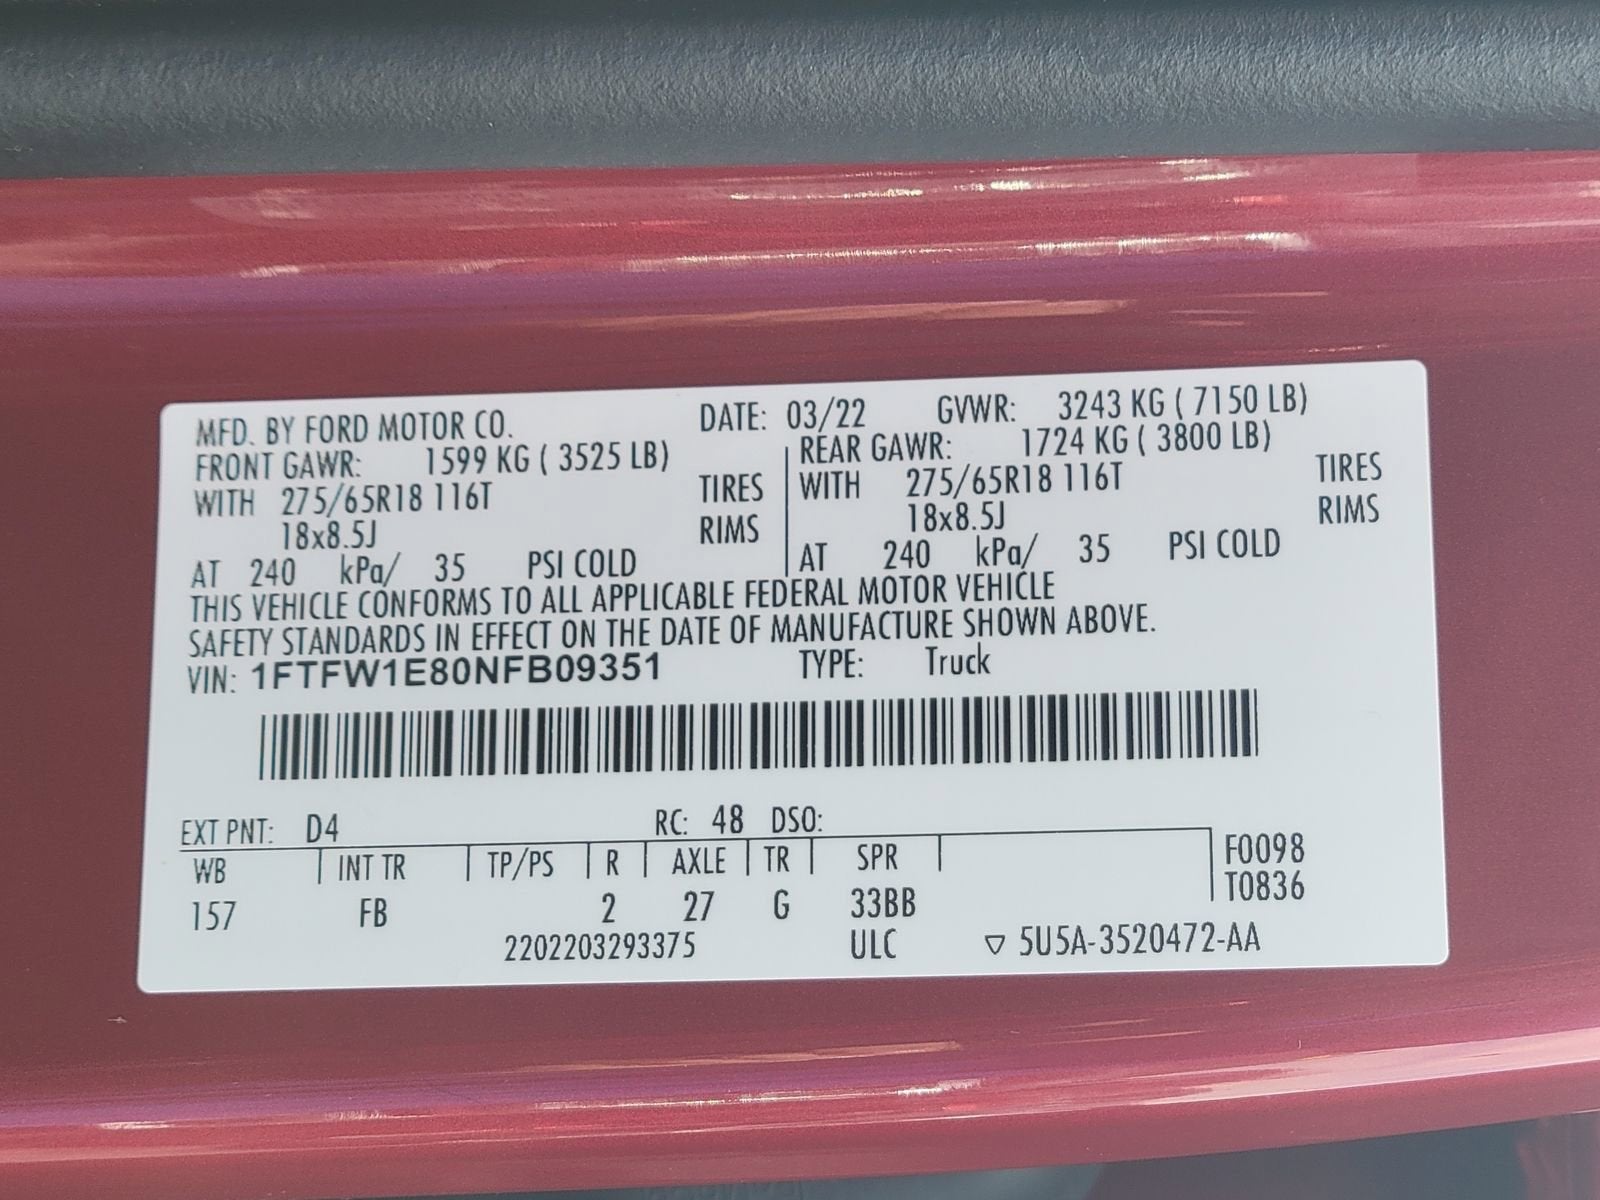 MFD. BY FORD MOTOR CO. DATE: 03/22 GVWR: 3243 KG ( 7150 LB)
FRONT GAWR: 1599 KG ( 3525 LB) REAR GAWR: 1724 KG ( 3800 LB)
WITH 275/65R18 116T TIRES WITH 275/65R18 116T TIRES
18x8.5J RIMS 18x8.5J RIMS
AT 240 kPa/ 35 PSI COLD AT 240 kPa/ 35 PSI COLD
THIS VEHICLE CONFORMS TO ALL APPLICABLE FEDERAL MOTOR VEHICLE
SAFETY STANDARDS IN EFFECT ON THE DATE OF MANUFACTURE SHOWN ABOVE.
VIN: 1FTFW1E80NFB09351 TYPE: Truck
EXT PNT: D4 RC: 48 DSO:
WB INT TR TP/PS R AXLE TR SPR F0098
T0836
157 FB 2 27 G 33BB
2202203293375 ULC ▽ 5U5A-3520472-AA